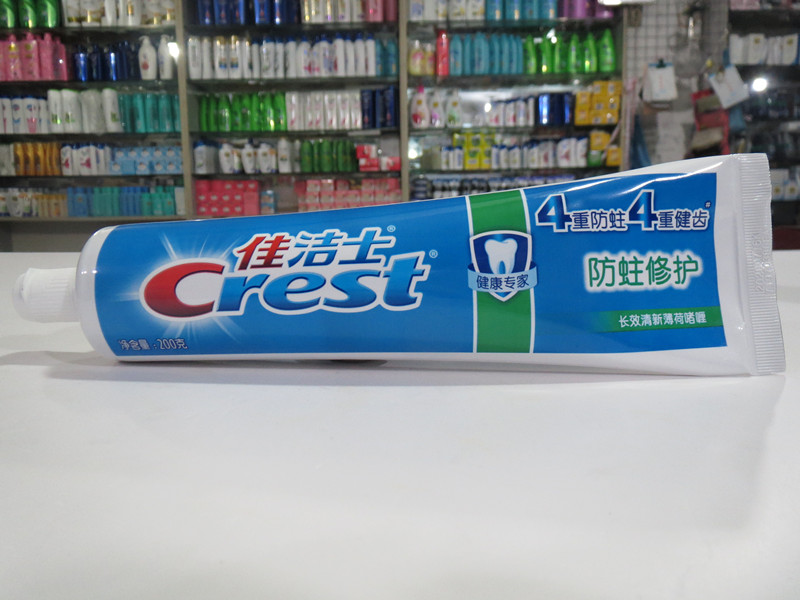 佳洁士®
Crest®
净含量:200克
健康专家
4重防蛀4重健齿#
防蛀修护
长效清新薄荷啫喱